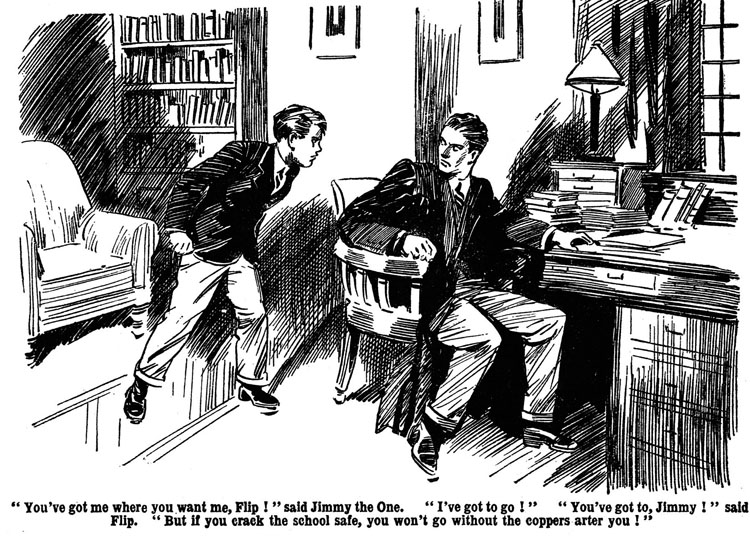 “ You’ve got me where you want me, Flip ! ” said Jimmy the One. “ I’ve got to go ! ” “ You’ve got to, Jimmy ! ” said
Flip. “ But if you crack the school safe, you won’t go without the coppers arter you ! ”